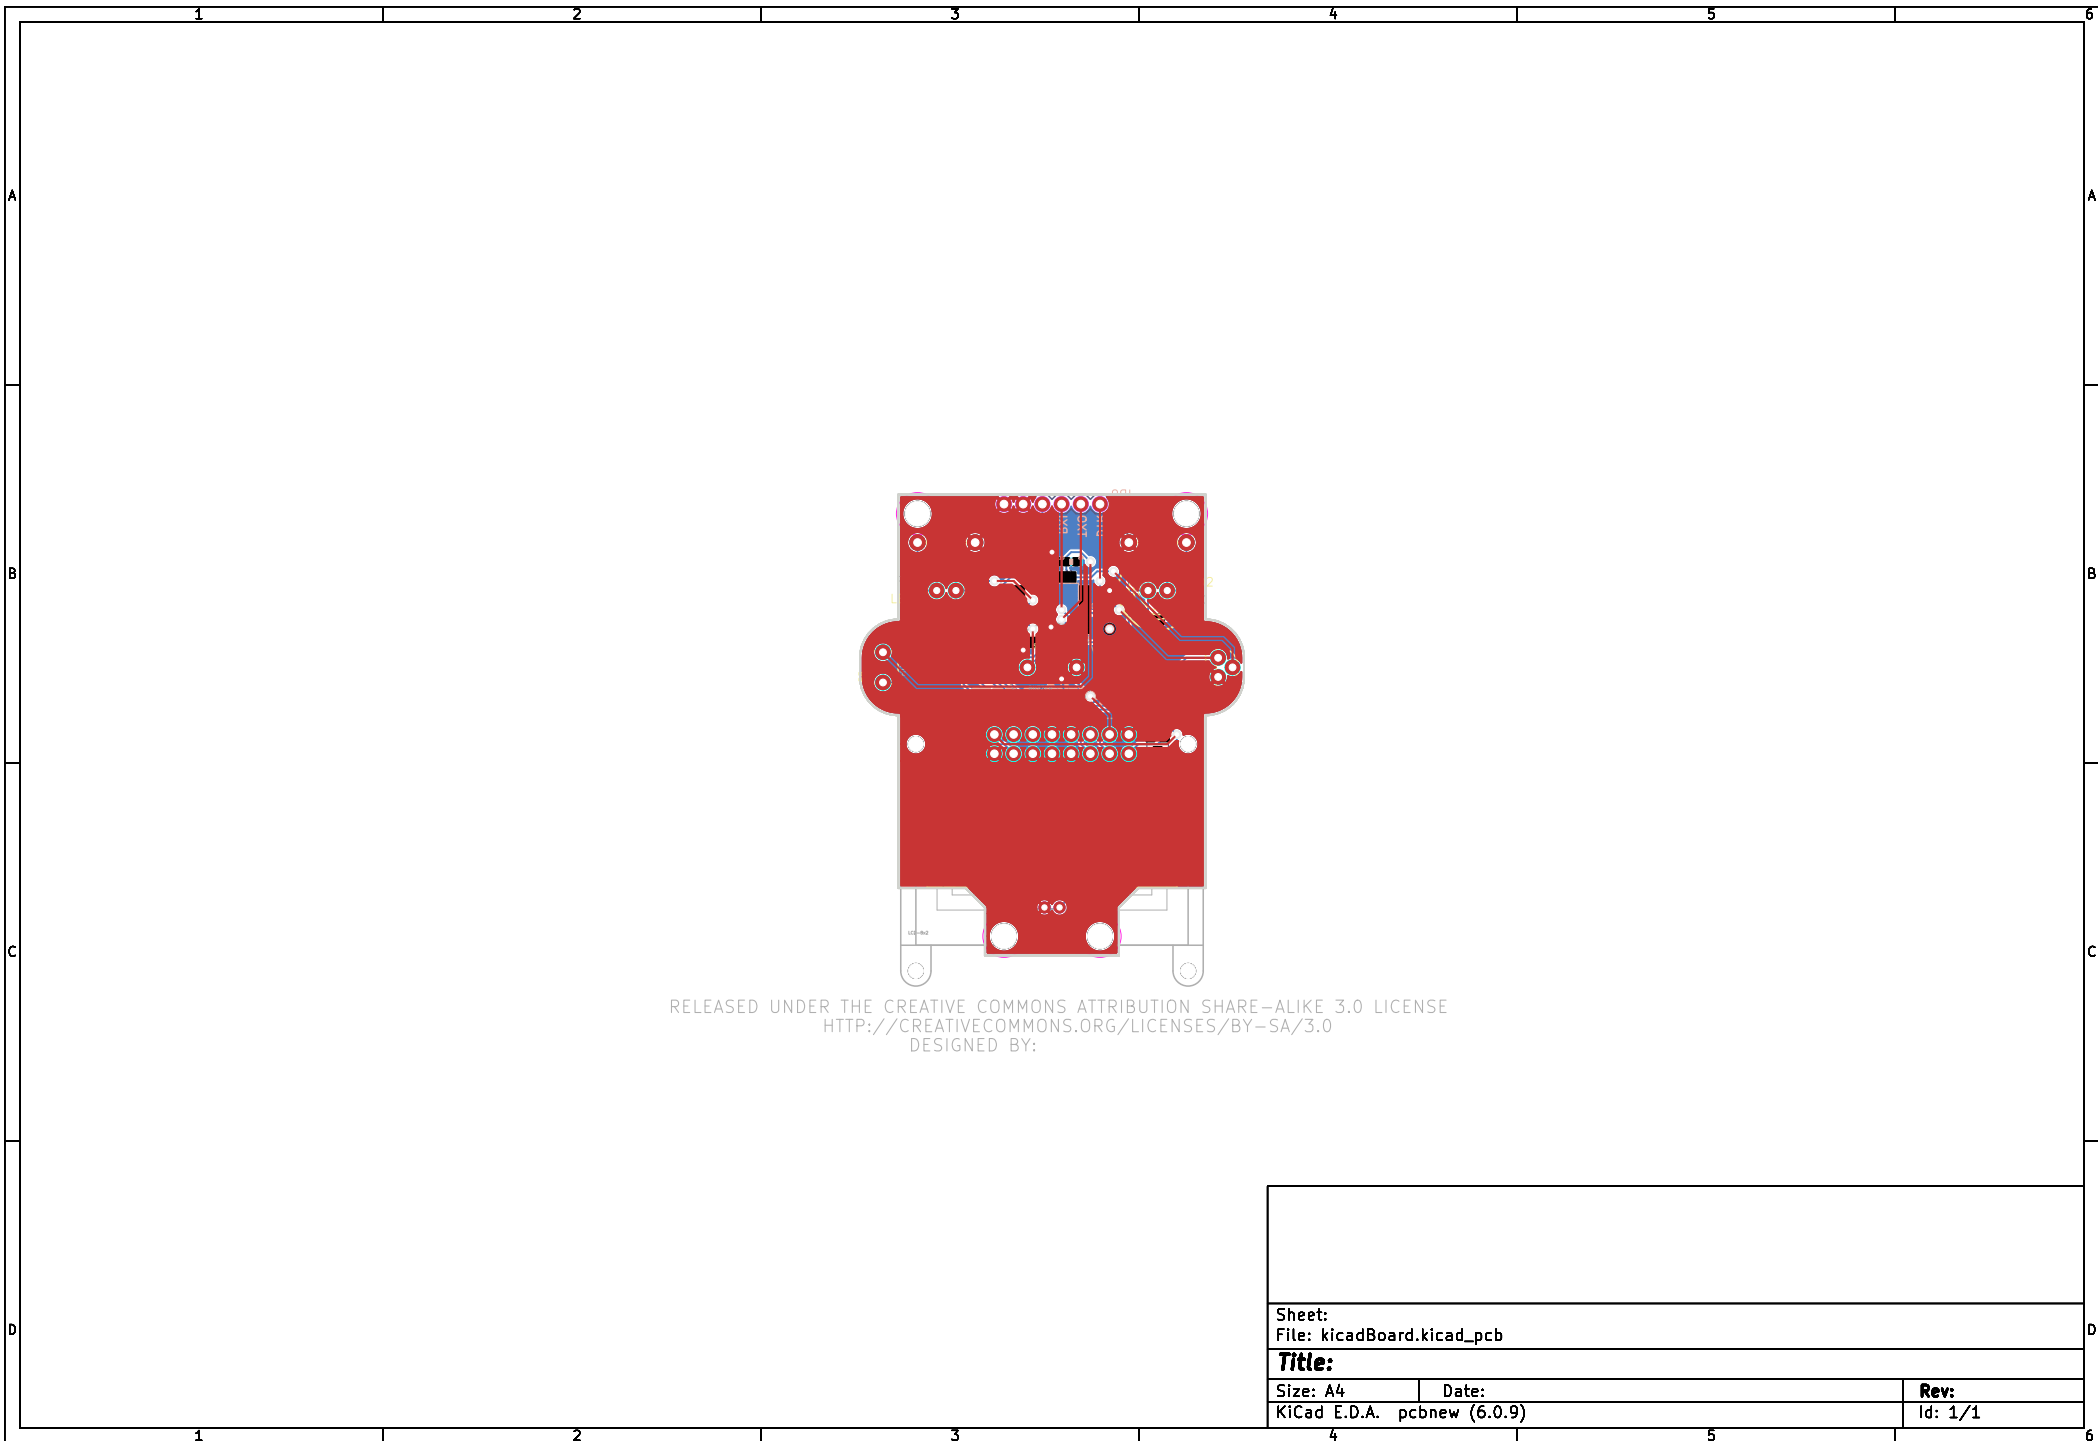 1 2 3 4 5 6
A A
B B
TXO
2
L
C C
RELEASED UNDER THE CREATIVE COMMONS ATTRIBUTION SHARE-ALIKE 3.0 LICENSE
HTTP://CREATIVECOMMONS.ORG/LICENSES/BY-SA/3.0
DESIGNED BY:
D D
Sheet:
File: kicadBoard.kicad_pcb
Title:
Size: A4 Date: Rev:
KiCad E.D.A. pcbnew (6.0.9) Id: 1/1
1 2 3 4 5 6